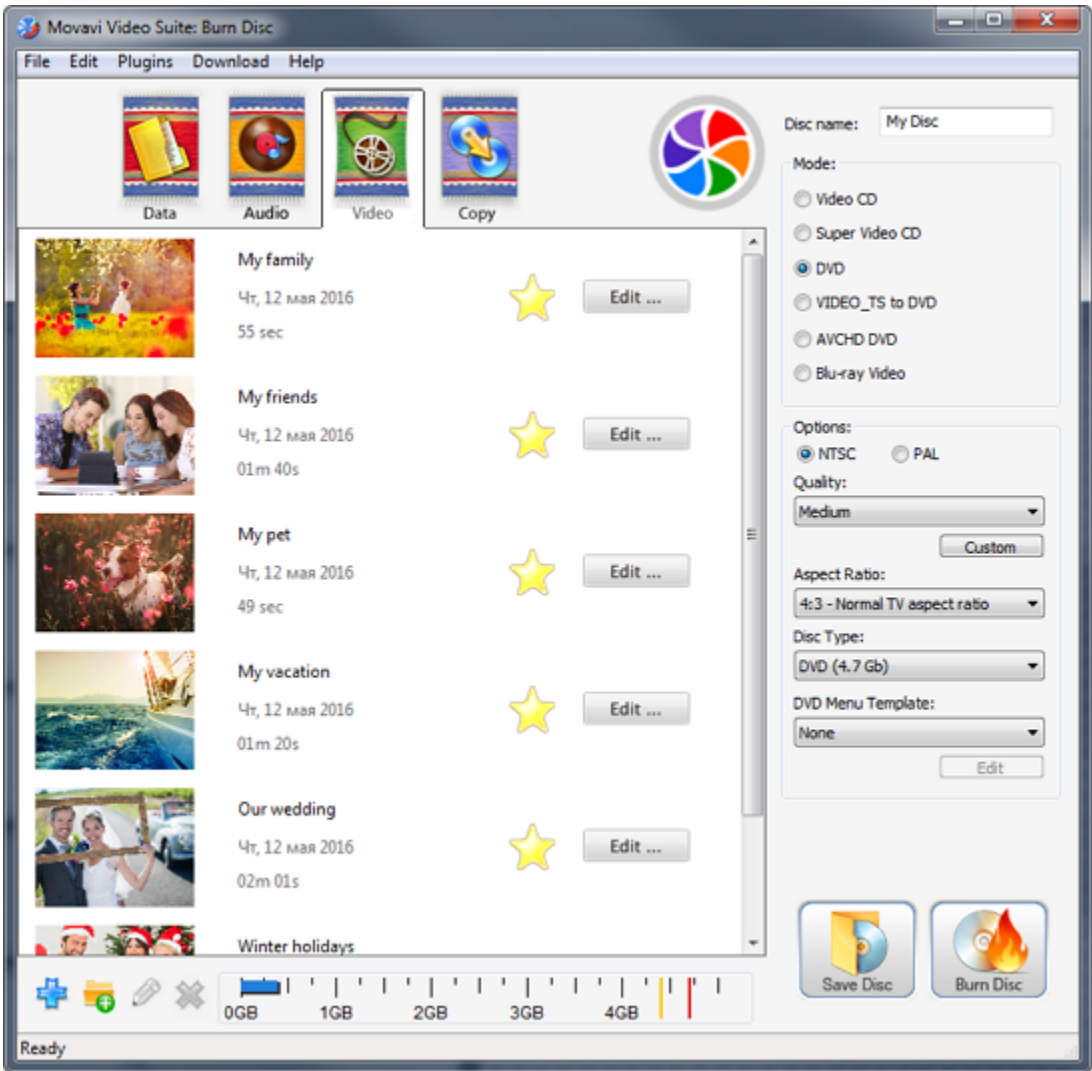 Movavi Video Suite: Burn Disc
File Edit Plugins Download Help
Data Audio Video Copy
My family
Чт, 12 мая 2016
55 sec
Edit ...
My friends
Чт, 12 мая 2016
01m 40s
Edit ...
My pet
Чт, 12 мая 2016
49 sec
Edit ...
My vacation
Чт, 12 мая 2016
01m 20s
Edit ...
Our wedding
Чт, 12 мая 2016
02m 01s
Edit ...
Winter holidays
0GB 1GB 2GB 3GB 4GB
Disc name: My Disc
Mode:
Video CD
Super Video CD
DVD
VIDEO_TS to DVD
AVCHD DVD
Blu-ray Video
Options:
NTSC PAL
Quality:
Medium
Custom
Aspect Ratio:
4:3 - Normal TV aspect ratio
Disc Type:
DVD (4.7 Gb)
DVD Menu Template:
None
Edit
Save Disc Burn Disc
Ready